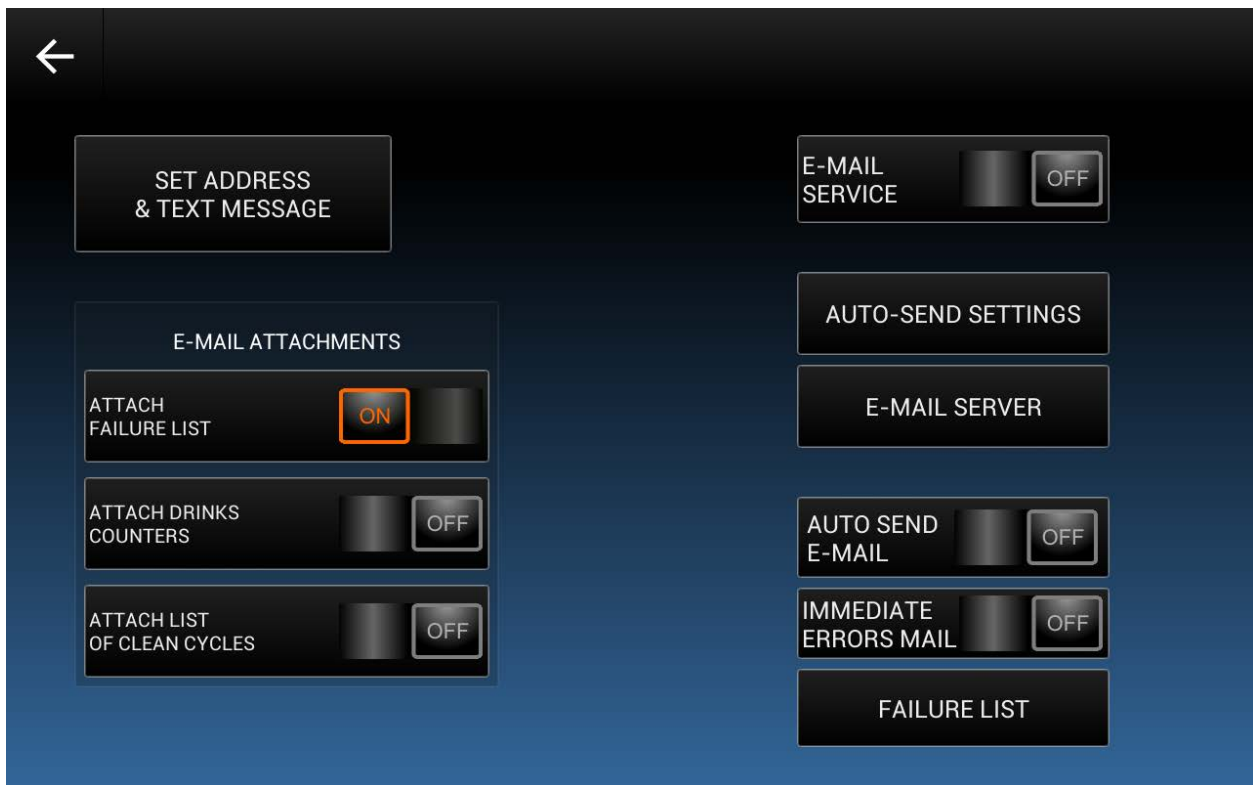 SET ADDRESS
& TEXT MESSAGE
E-MAIL ATTACHMENTS
ATTACH
FAILURE LIST
ON
ATTACH DRINKS
COUNTERS
OFF
ATTACH LIST
OF CLEAN CYCLES
OFF
E-MAIL
SERVICE
OFF
AUTO-SEND SETTINGS
E-MAIL SERVER
AUTO SEND
E-MAIL
OFF
IMMEDIATE
ERRORS MAIL
OFF
FAILURE LIST